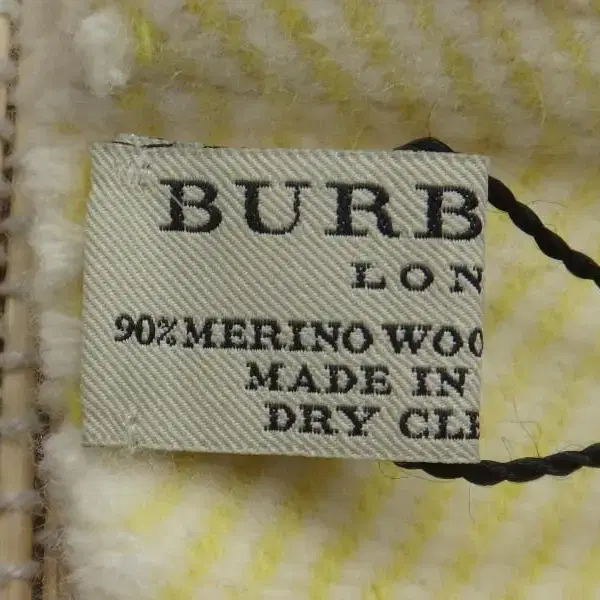 BURB
LON
90%MERINO WOO
MADE IN
DRY CLE